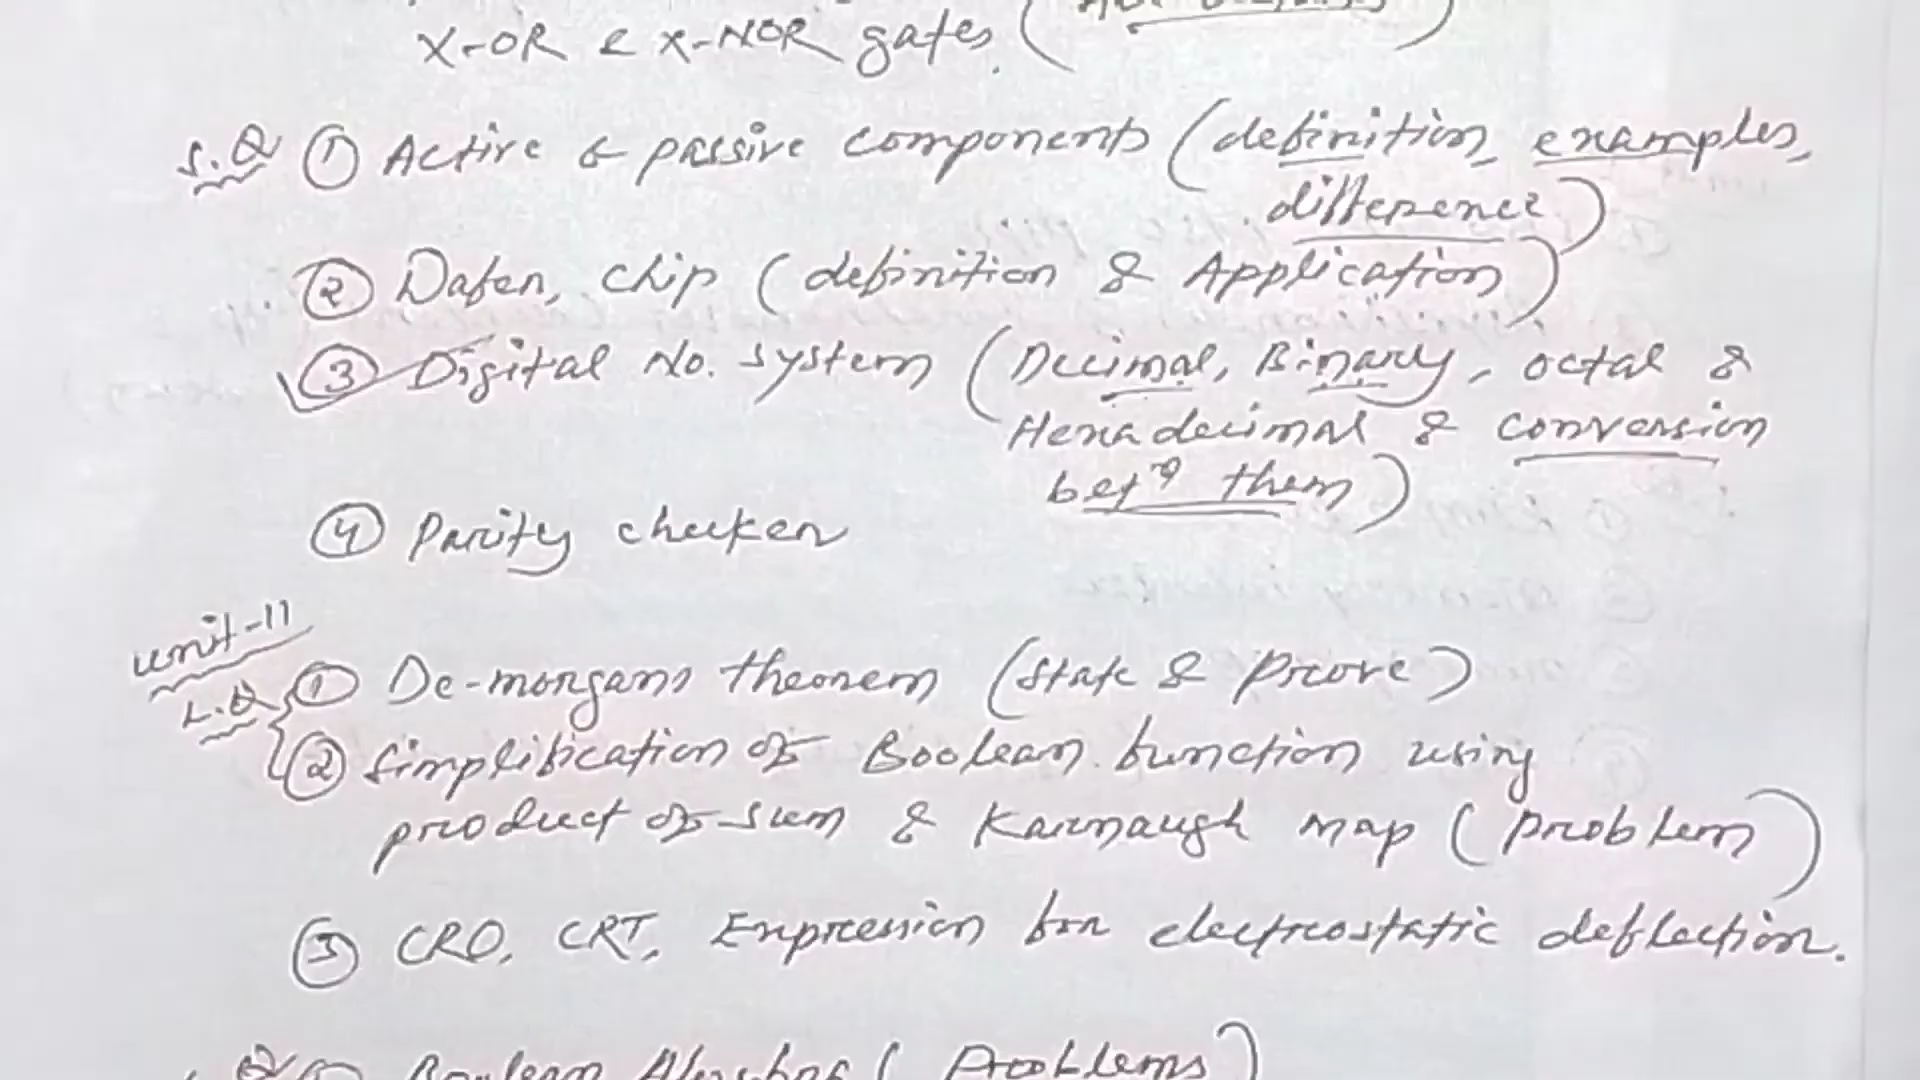 X-OR & X-NOR gates. (
S.Q ① Active & passive components (definition, examples,
difference)
② Wafer, chip (definition & Application)
③ Digital No. system (Decimal, Binary, octal &
Hexadecimal & conversion
betⁿ them)
④ Parity checker
Unit-II
L.Q ① De-morgans theorem (State & prove)
② Simplification of Boolean function using
product of sum & Karnaugh map (problem)
③ CRO, CRT, Expression for electrostatic deflection.
① Boolean Algebra (Problems)